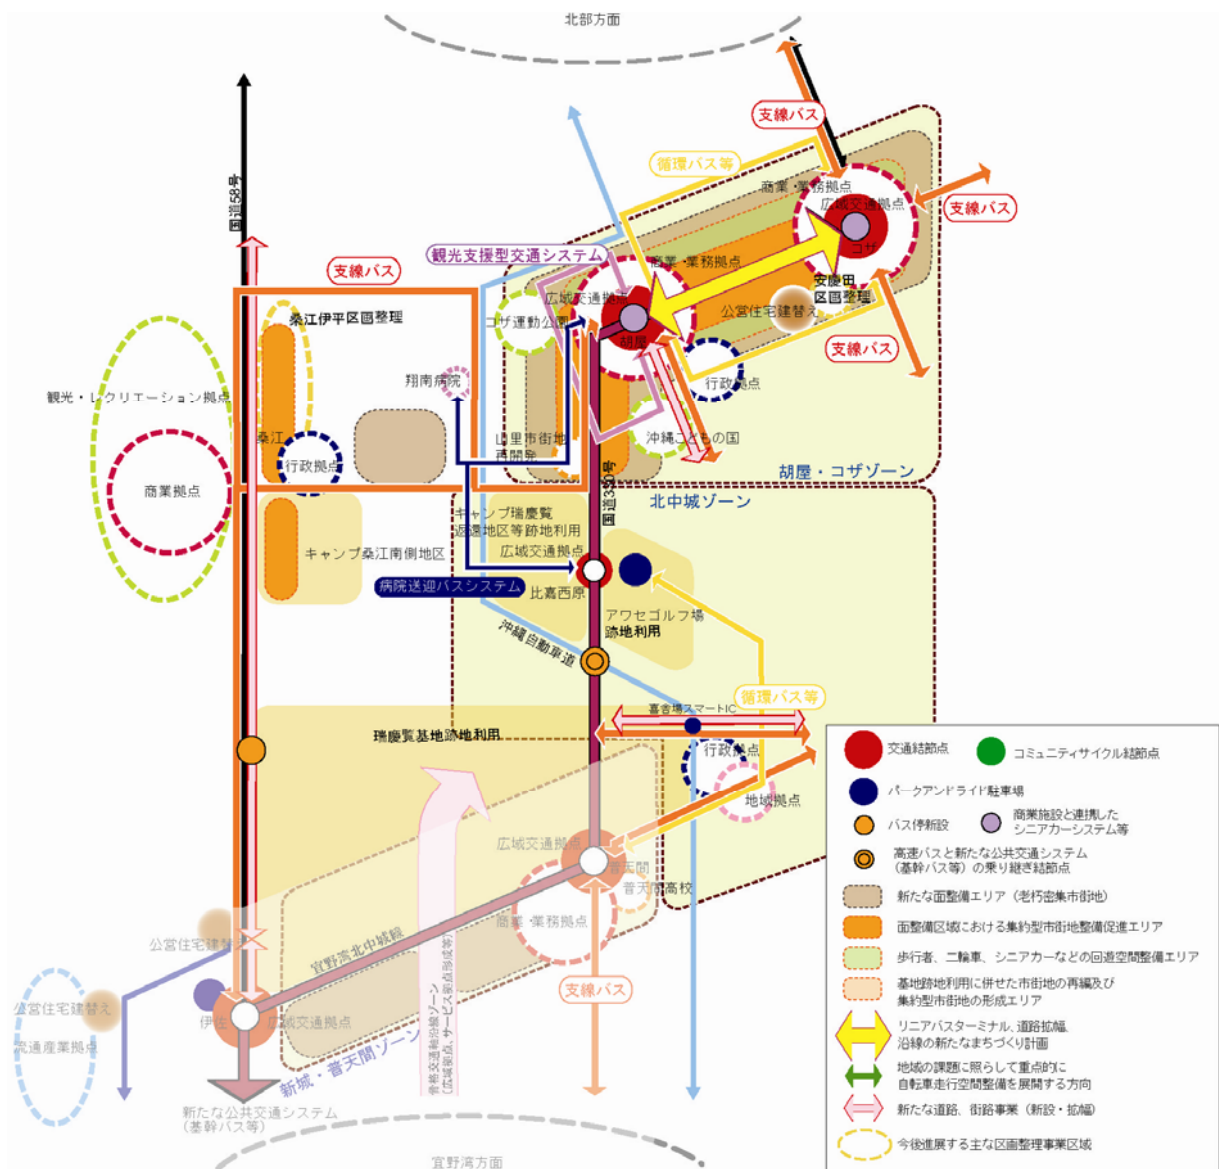 北部方面
支線バス
国道58号
循環バス等
商業・業務拠点
広域交通拠点
コザ
支線バス
観光支援型交通システム
商業・業務拠点
支線バス
広域交通拠点
安慶田
区画整理
公営住宅建替え
桑江伊平区画整理
コザ運動公園
胡屋
支線バス
翔南病院
行政拠点
観光・レクリエーション拠点
桑江
行政拠点
山里市街地
再開発
沖縄こどもの国
胡屋・コザゾーン
商業拠点
国道330号
北中城ゾーン
キャンプ瑞慶覧
返還地区等跡地利用
キャンプ桑江南側地区
広域交通拠点
病院送迎バスシステム
比嘉西原
アワセゴルフ場
跡地利用
沖縄自動車道
循環バス等
喜舎場スマートIC
瑞慶覧基地跡地利用
行政拠点
地域拠点
広域交通拠点
普天間
普天間高校
商業・業務拠点
公営住宅建替え
宜野湾北中城線
支線バス
公営住宅建替え
伊佐
広域交通拠点
流通産業拠点
新城・普天間ゾーン
骨格交通軸沿線ゾーン
(広域拠点、サービス拠点形成等)
新たな公共交通システム
(基幹バス等)
宜野湾方面
交通結節点
コミュニティサイクル結節点
パークアンドライド駐車場
バス停新設
商業施設と連携した
シニアカーシステム等
高速バスと新たな公共交通システム
(基幹バス等)の乗り継ぎ結節点
新たな面整備エリア(老朽密集市街地)
面整備区域における集約型市街地整備促進エリア
歩行者、二輪車、シニアカーなどの回遊空間整備エリア
基地跡地利用に併せた市街地の再編及び
集約型市街地の形成エリア
リニアバスターミナル、道路拡幅、
沿線の新たなまちづくり計画
地域の課題に照らして重点的に
自転車走行空間整備を展開する方向
新たな道路、街路事業(新設・拡幅)
今後進展する主な区画整理事業区域